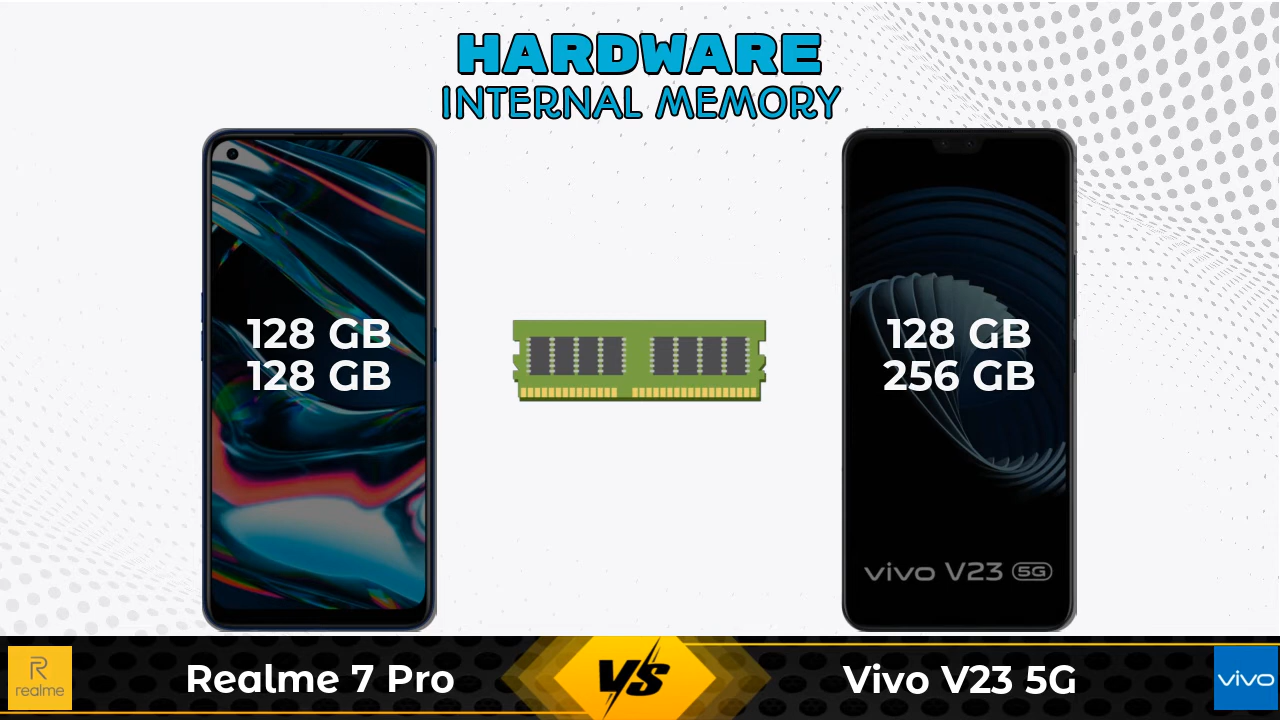 HARDWARE
INTERNAL MEMORY
128 GB
128 GB
128 GB
256 GB
vivo V23 5G
R
realme
Realme 7 Pro
VS
Vivo V23 5G
vivo